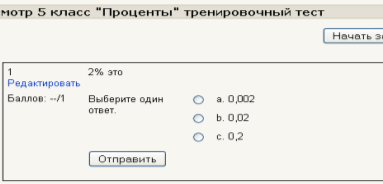 мотр 5 класс "Проценты" тренировочный тест
Начать
1 2% это
Редактировать
Баллов: --/1 Выберите один ответ.
a. 0,002
b. 0,02
c. 0,2
Отправить